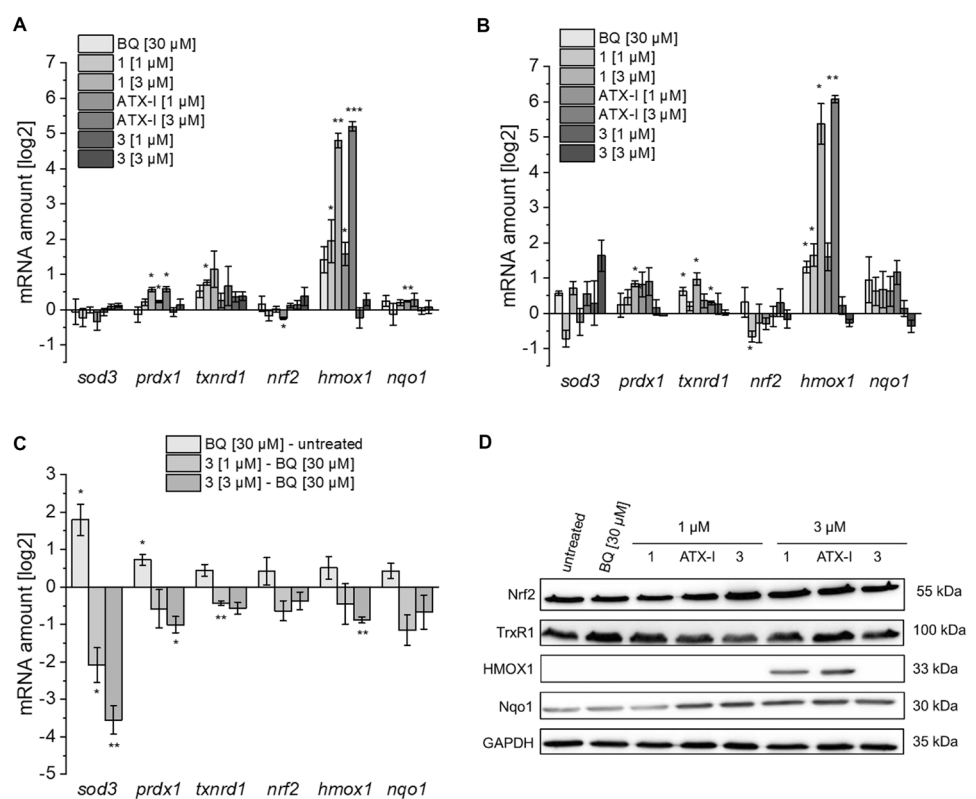 A
BQ [30 µM]
1 [1 µM]
1 [3 µM]
ATX-I [1 µM]
ATX-I [3 µM]
3 [1 µM]
3 [3 µM]
mRNA amount [log2]
7
6
5
4
3
2
1
0
-1
* * * * * * ** * ***
**
sod3 prdx1 txnrd1 nrf2 hmox1 nqo1
B
BQ [30 µM]
1 [1 µM]
1 [3 µM]
ATX-I [1 µM]
ATX-I [3 µM]
3 [1 µM]
3 [3 µM]
mRNA amount [log2]
7
6
5
4
3
2
1
0
-1
* * * * * * * * **
sod3 prdx1 txnrd1 nrf2 hmox1 nqo1
C
BQ [30 µM] - untreated
3 [1 µM] - BQ [30 µM]
3 [3 µM] - BQ [30 µM]
mRNA amount [log2]
3
2
1
0
-1
-2
-3
-4
-5
* * ** * ** * **
sod3 prdx1 txnrd1 nrf2 hmox1 nqo1
D
untreated
BQ [30 µM]
1 µM 3 µM
1 ATX-I 3 1 ATX-I 3
Nrf2 55 kDa
TrxR1 100 kDa
HMOX1 33 kDa
Nqo1 30 kDa
GAPDH 35 kDa